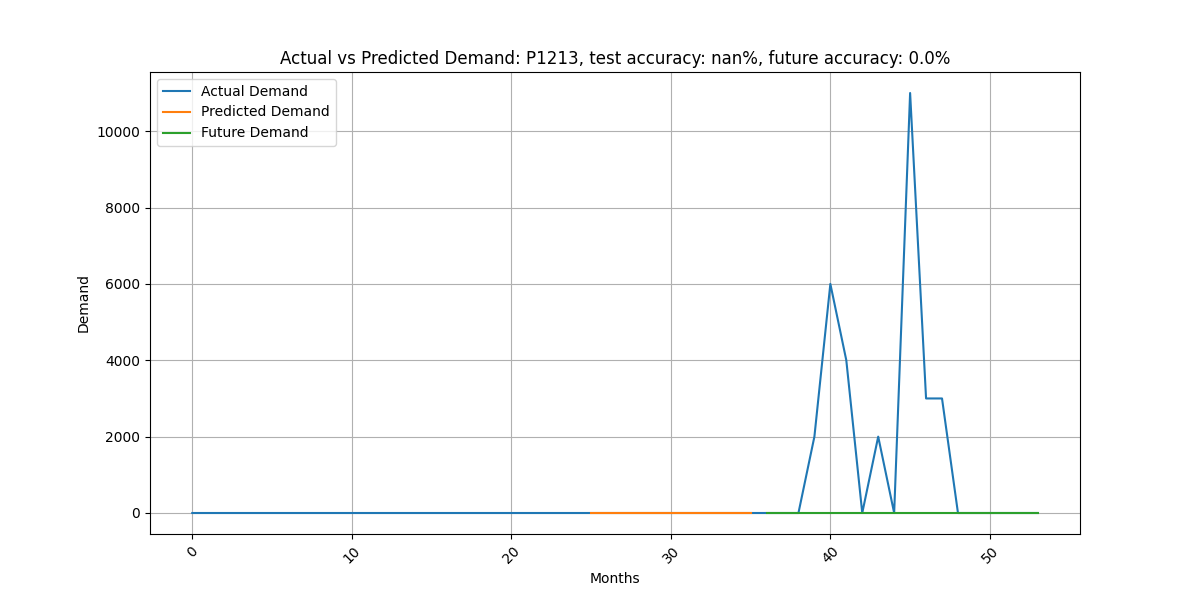 Actual vs Predicted Demand: P1213, test accuracy: nan%, future accuracy: 0.0%
Actual Demand
Predicted Demand
Future Demand
10000
8000
6000
4000
2000
0
Demand
0
10
20
30
40
50
Months